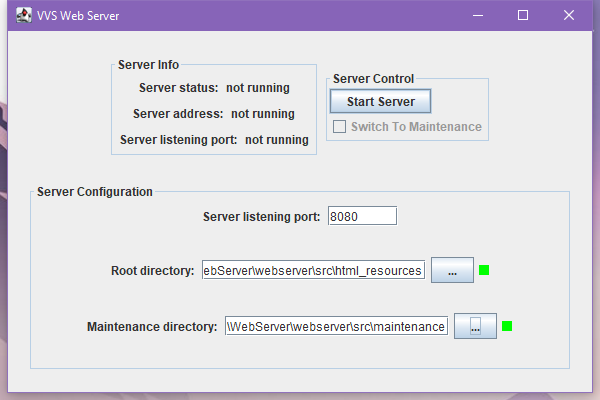 VVS Web Server
Server Info
Server status: not running
Server address: not running
Server listening port: not running
Server Control
Start Server
Switch To Maintenance
Server Configuration
Server listening port: 8080
Root directory: ebServer\webserver\src\html_resources ...
Maintenance directory: \WebServer\webserver\src\maintenance ...